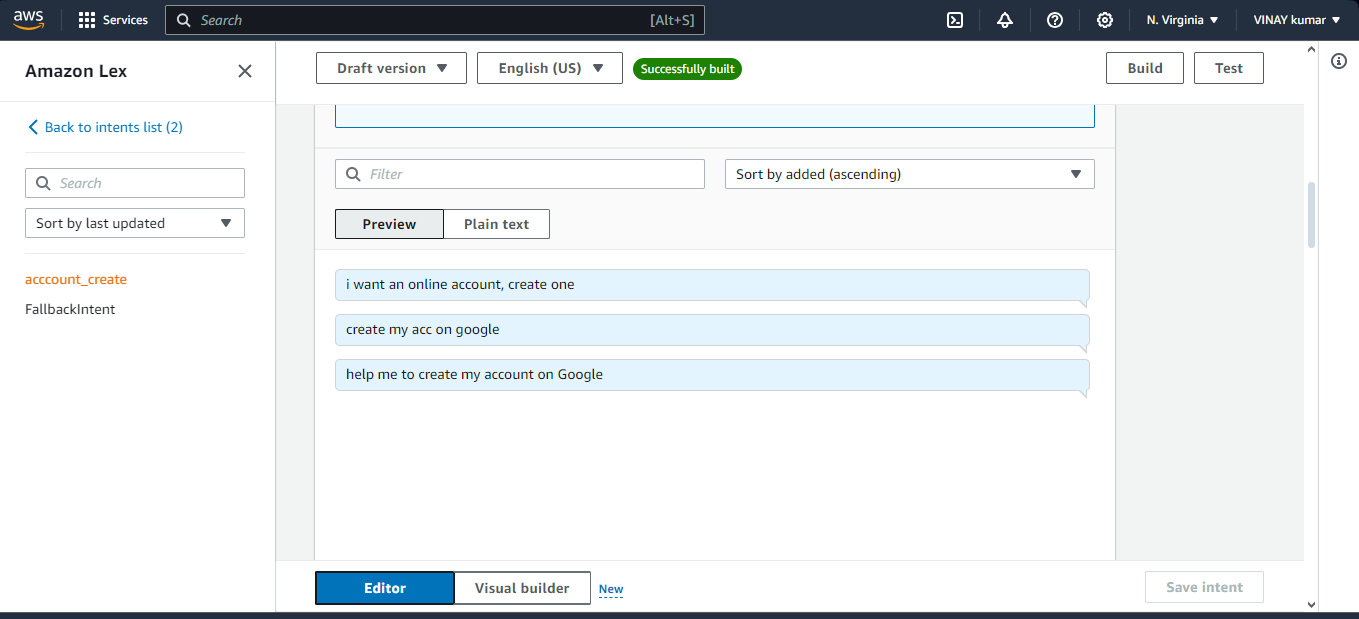 aws Services Search [Alt+S] N. Virginia VINAY kumar
Amazon Lex
Back to intents list (2)
Search
Sort by last updated
acccount_create
FallbackIntent
Draft version English (US) Successfully built Build Test
Filter Sort by added (ascending)
Preview Plain text
i want an online account, create one
create my acc on google
help me to create my account on Google
Editor Visual builder New Save intent